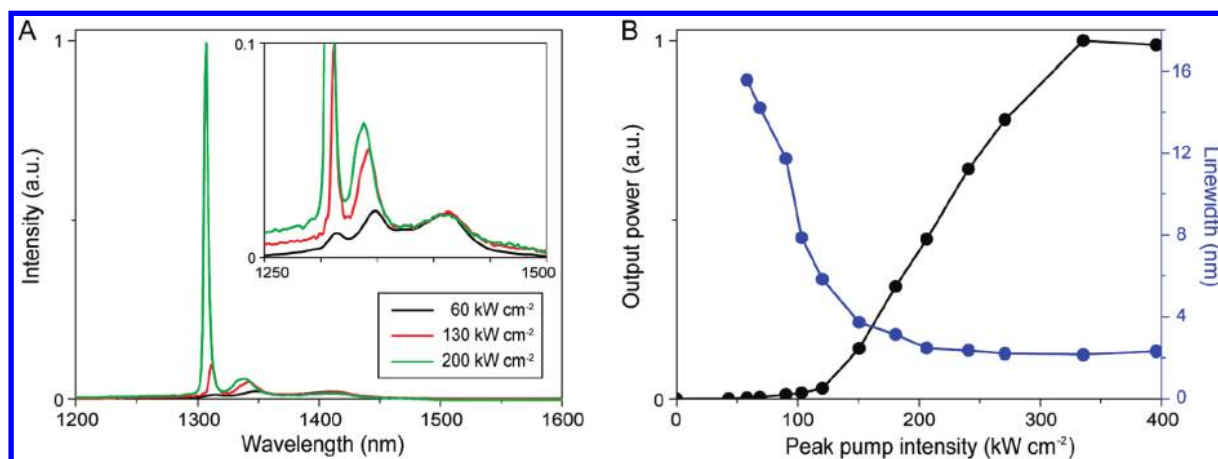 A
1
Intensity (a.u.)
0
1200
1300
1400
1500
1600
Wavelength (nm)
0.1
0
1250
1500
60 kW cm⁻²
130 kW cm⁻²
200 kW cm⁻²
B
1
Output power (a.u.)
0
0
100
200
300
400
Peak pump intensity (kW cm⁻²)
16
12
8
4
0
Linewidth (nm)